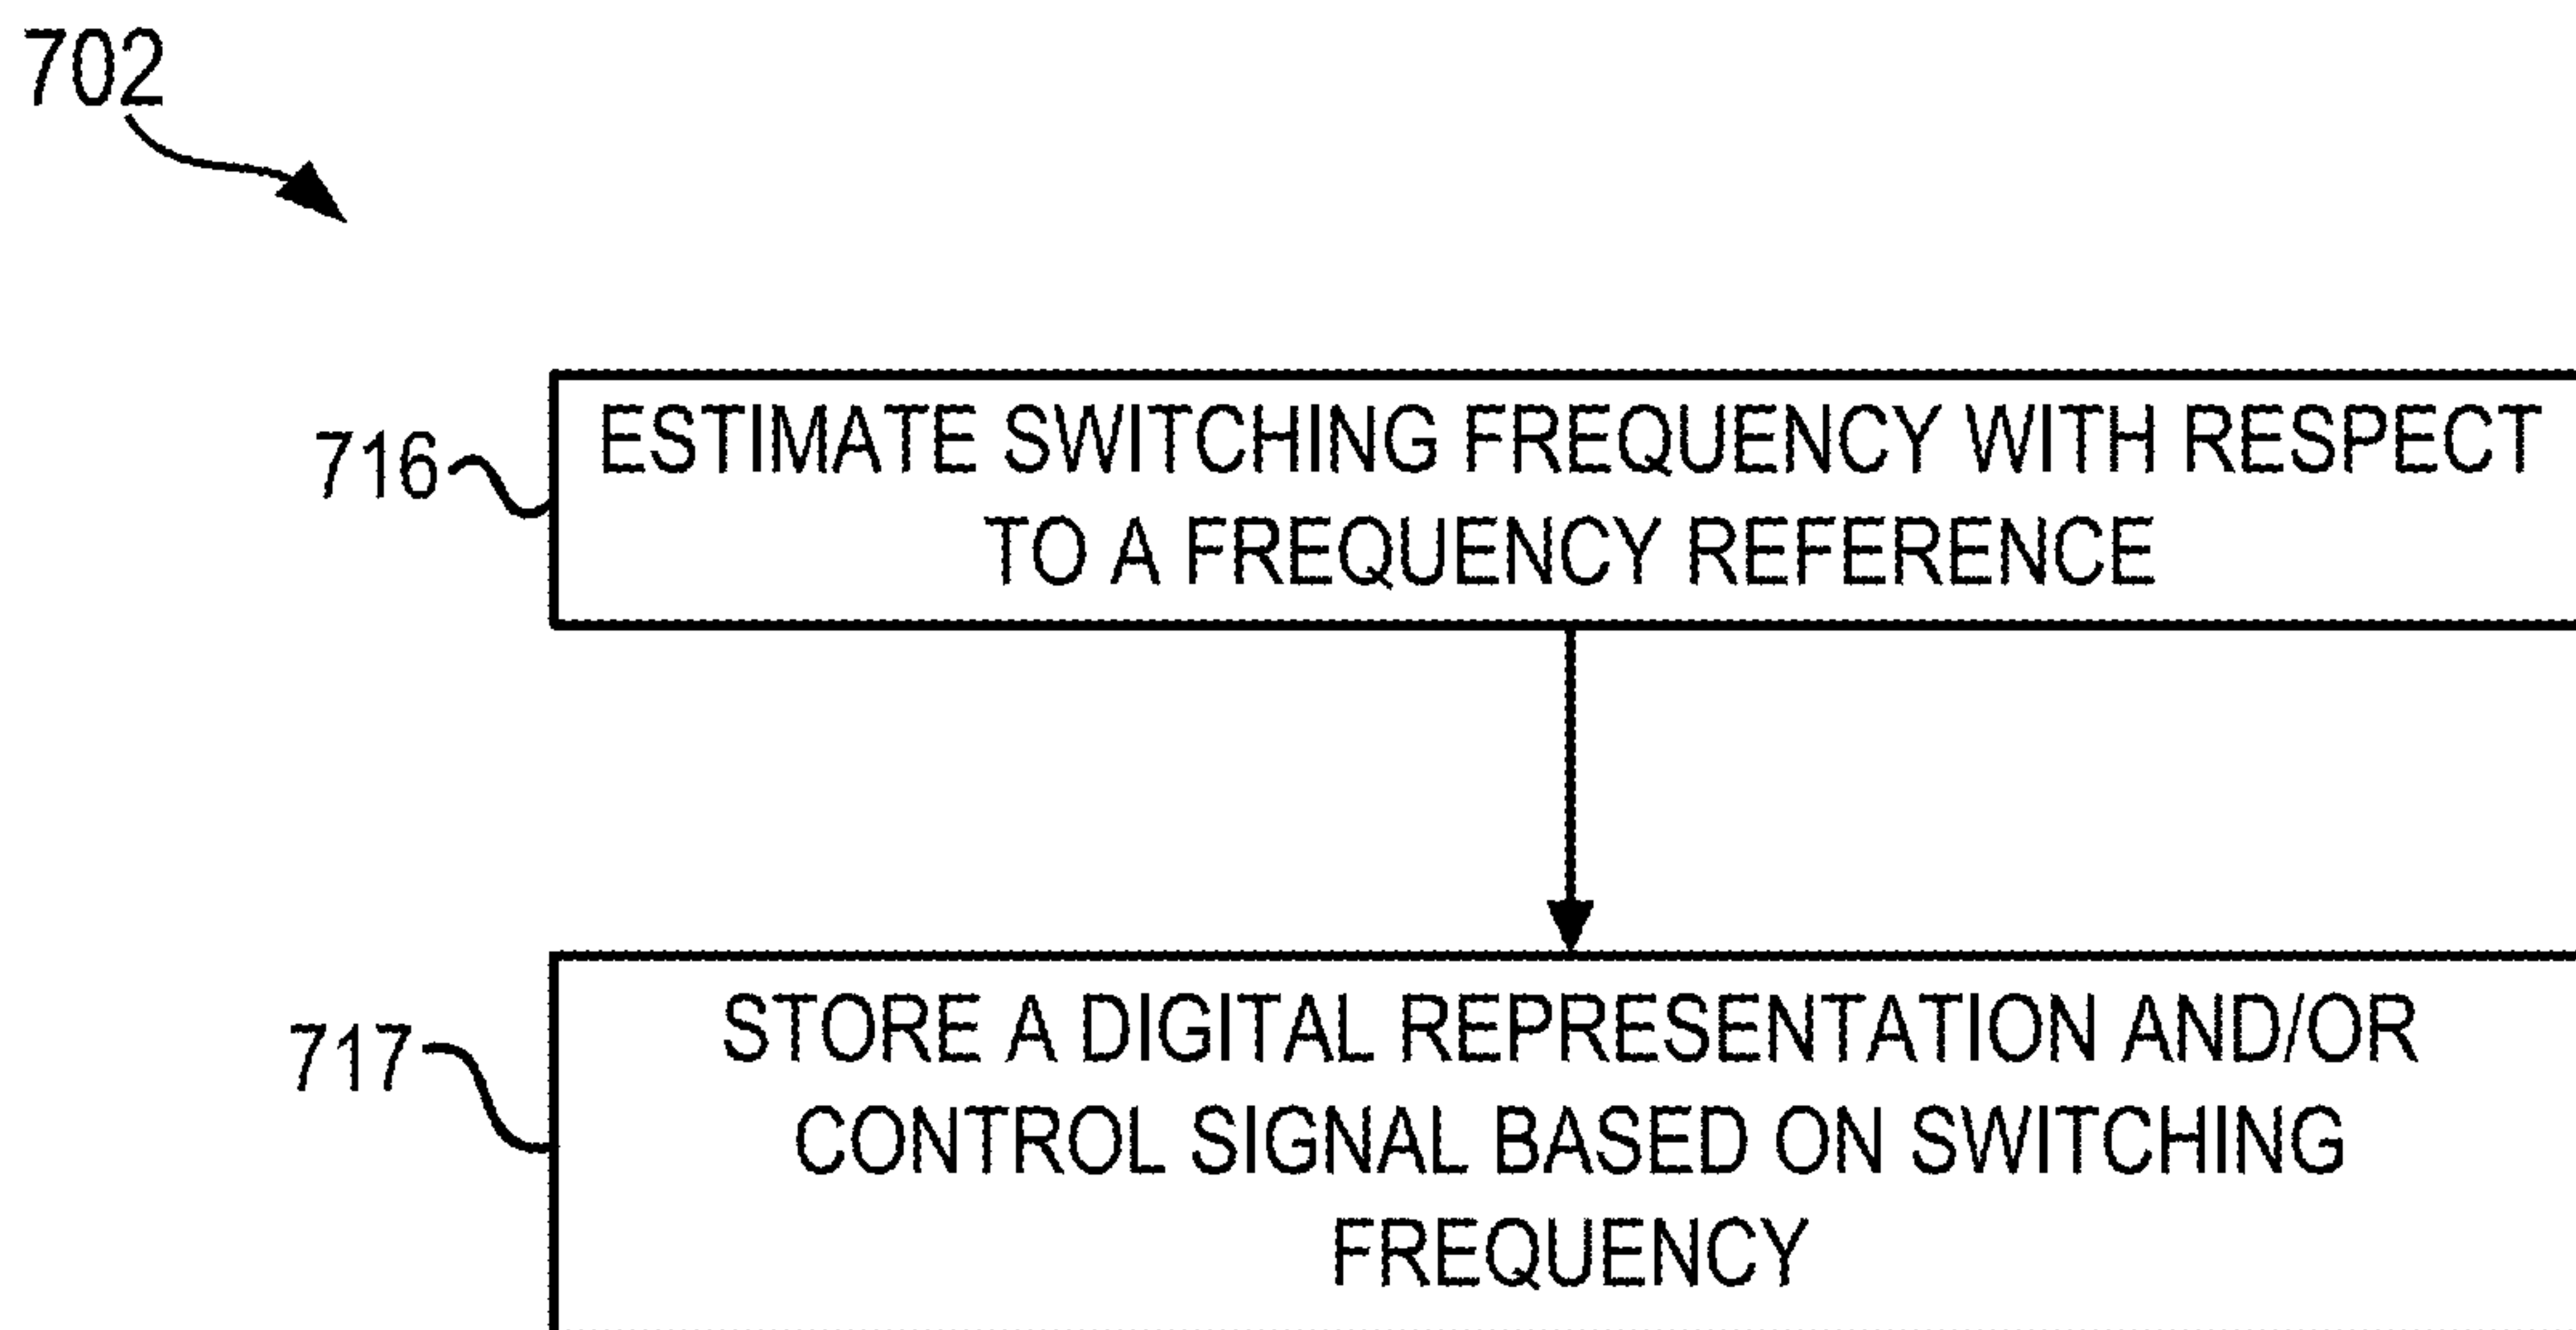 702
716
ESTIMATE SWITCHING FREQUENCY WITH RESPECT
TO A FREQUENCY REFERENCE
717
STORE A DIGITAL REPRESENTATION AND/OR
CONTROL SIGNAL BASED ON SWITCHING
FREQUENCY